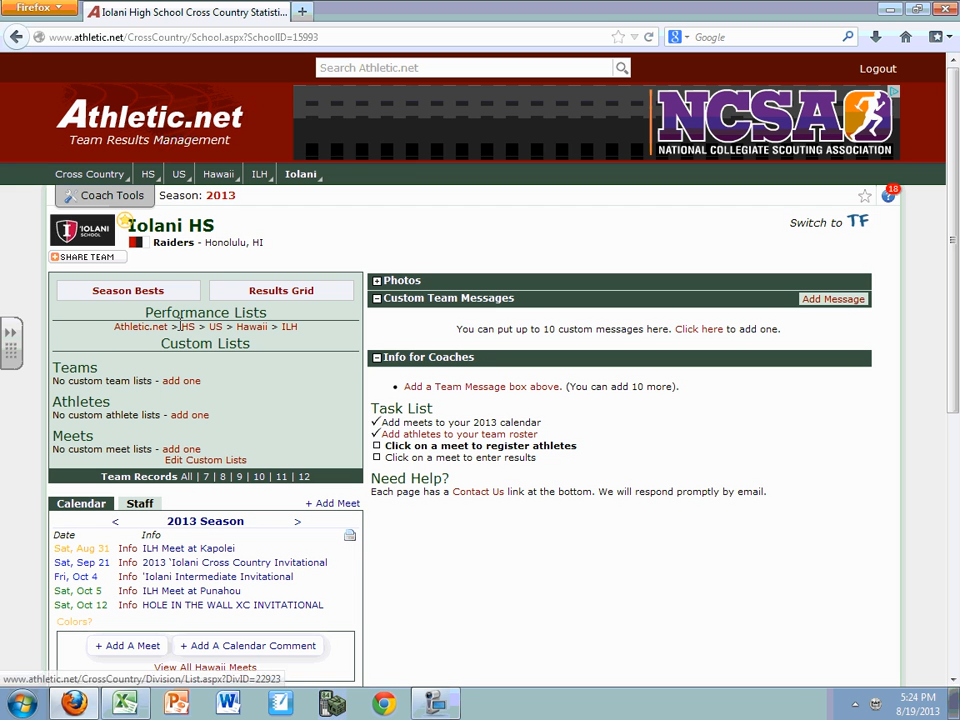 Firefox
Iolani High School Cross Country Statisti...
www.athletic.net/CrossCountry/School.aspx?SchoolID=15993
Google
Search Athletic.net
Logout
Athletic.net
Team Results Management
NCSA
NATIONAL COLLEGIATE SCOUTING ASSOCIATION
Cross Country HS US Hawaii ILH Iolani
Coach Tools Season: 2013
18
IOLANI SCHOOL
Iolani HS
Raiders - Honolulu, HI
Switch to TF
SHARE TEAM
Season Bests Results Grid
Performance Lists
Athletic.net > HS > US > Hawaii > ILH
Custom Lists
Teams
No custom team lists - add one
Athletes
No custom athlete lists - add one
Meets
No custom meet lists - add one
Edit Custom Lists
Team Records All | 7 | 8 | 9 | 10 | 11 | 12
Photos
Custom Team Messages Add Message
You can put up to 10 custom messages here. Click here to add one.
Info for Coaches
• Add a Team Message box above. (You can add 10 more).
Task List
Add meets to your 2013 calendar
Add athletes to your team roster
Click on a meet to register athletes
Click on a meet to enter results
Need Help?
Each page has a Contact Us link at the bottom. We will respond promptly by email.
Calendar Staff + Add Meet
< 2013 Season >
Date Info
Sat, Aug 31 Info ILH Meet at Kapolei
Sat, Sep 21 Info 2013 'Iolani Cross Country Invitational
Fri, Oct 4 Info 'Iolani Intermediate Invitational
Sat, Oct 5 Info ILH Meet at Punahou
Sat, Oct 12 Info HOLE IN THE WALL XC INVITATIONAL
Colors?
+ Add A Meet + Add A Calendar Comment
View All Hawaii Meets
www.athletic.net/CrossCountry/Division/List.aspx?DivID=22923
5:24 PM
8/19/2013